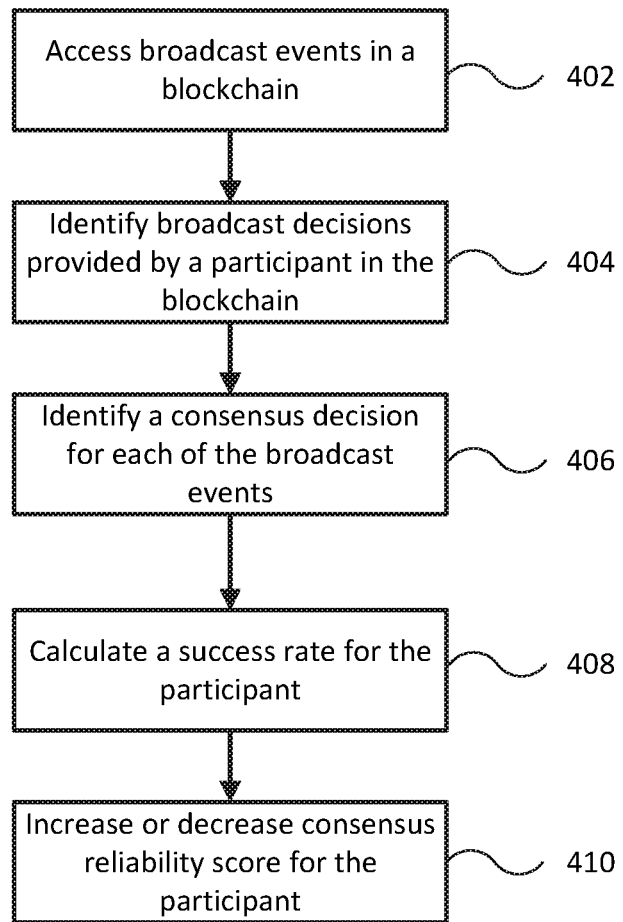 Access broadcast events in a
blockchain
402
Identify broadcast decisions
provided by a participant in the
blockchain
404
Identify a consensus decision
for each of the broadcast
events
406
Calculate a success rate for the
participant
408
Increase or decrease consensus
reliability score for the
participant
410